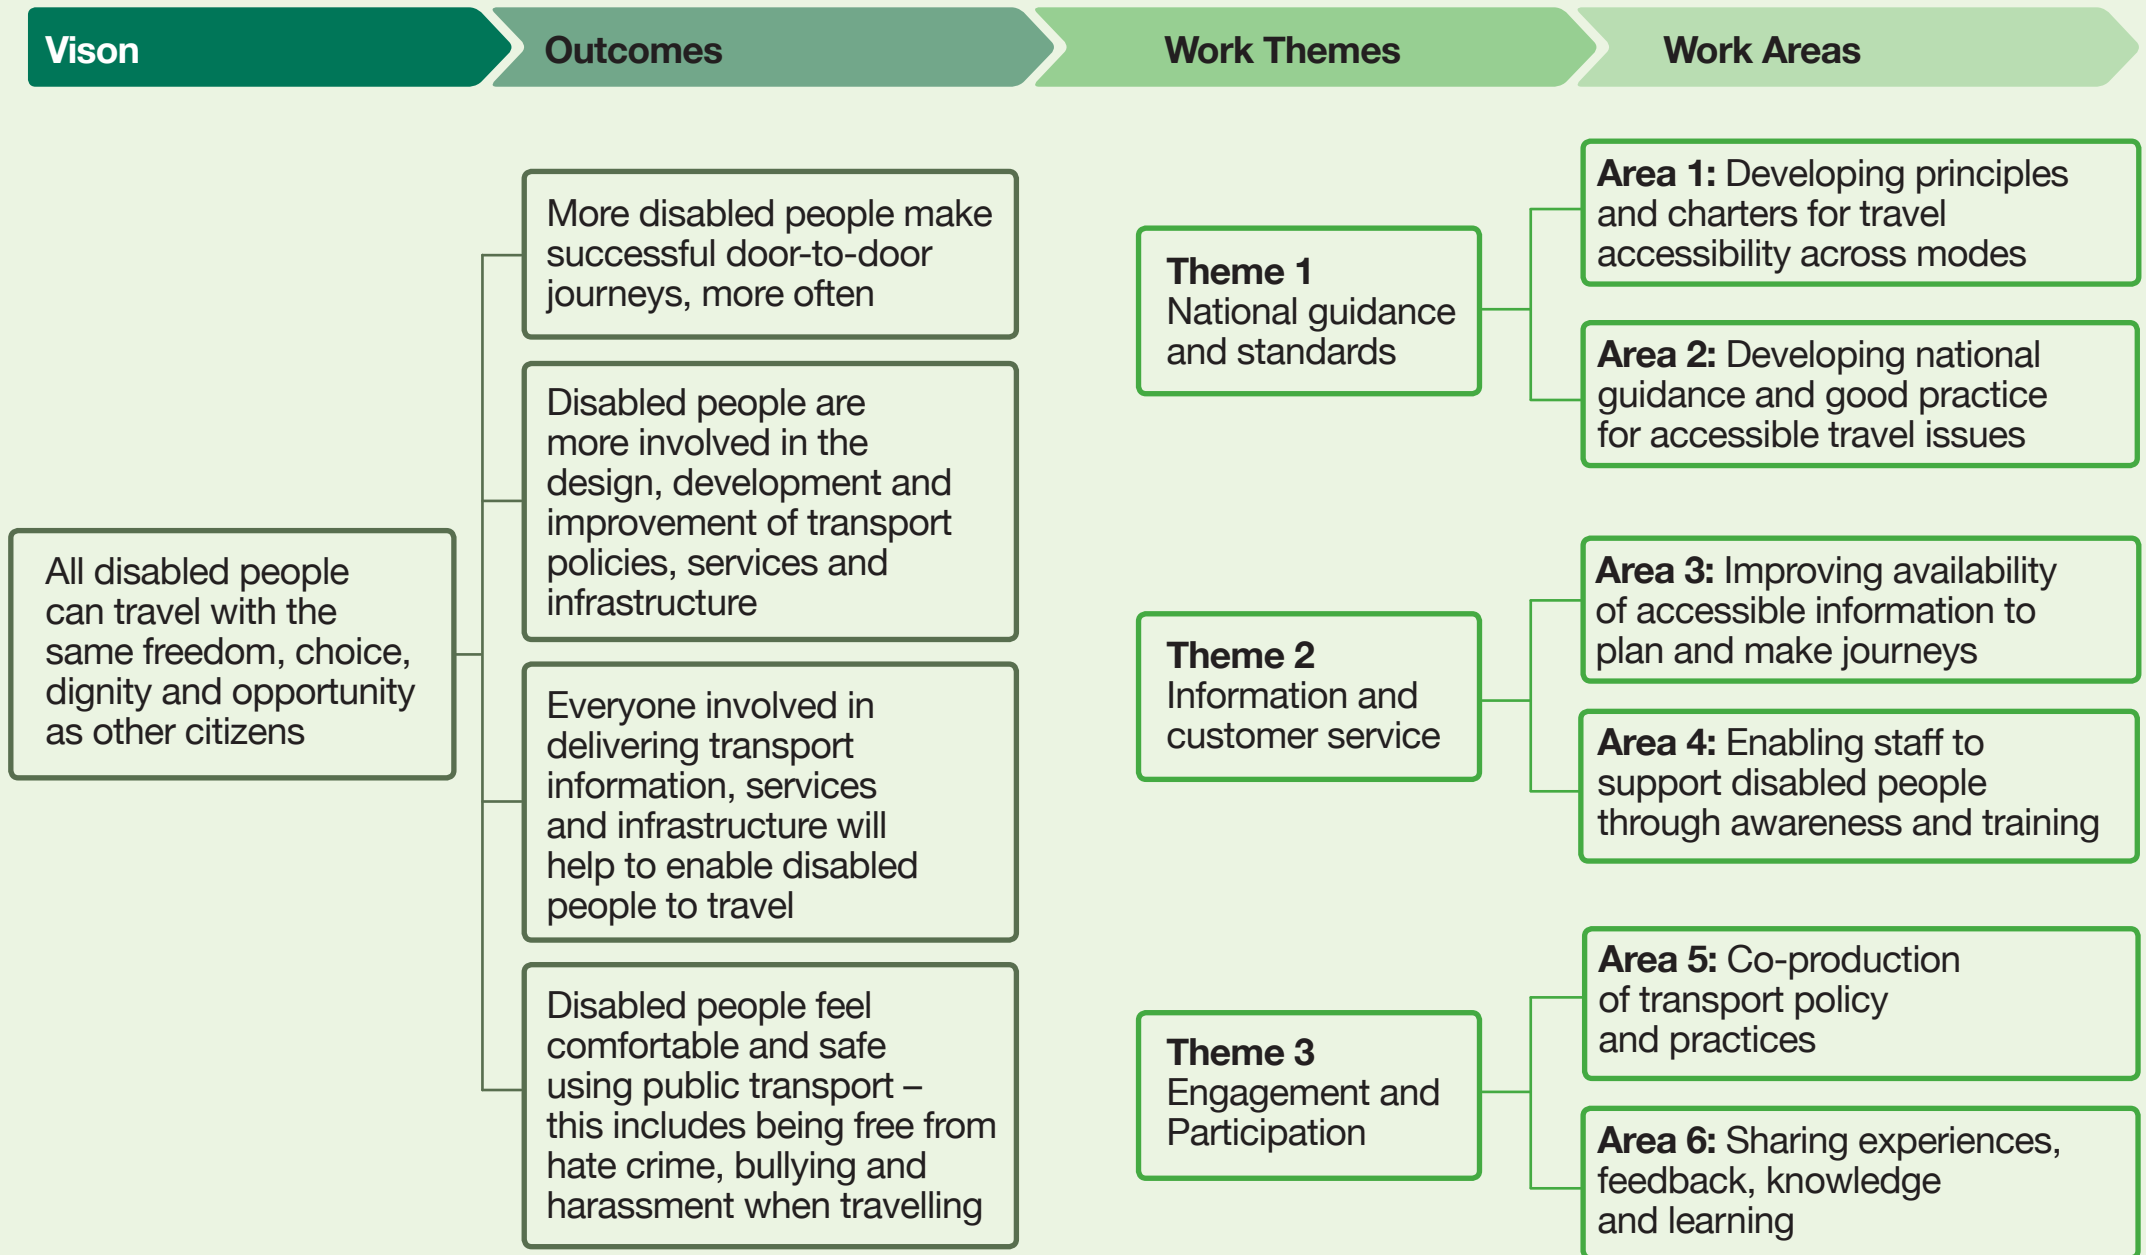 Vison
Outcomes
Work Themes
Work Areas
All disabled people
can travel with the
same freedom, choice,
dignity and opportunity
as other citizens
More disabled people make
successful door-to-door
journeys, more often
Disabled people are
more involved in the
design, development and
improvement of transport
policies, services and
infrastructure
Everyone involved in
delivering transport
information, services
and infrastructure will
help to enable disabled
people to travel
Disabled people feel
comfortable and safe
using public transport –
this includes being free from
hate crime, bullying and
harassment when travelling
Theme 1
National guidance
and standards
Area 1: Developing principles
and charters for travel
accessibility across modes
Area 2: Developing national
guidance and good practice
for accessible travel issues
Theme 2
Information and
customer service
Area 3: Improving availability
of accessible information to
plan and make journeys
Area 4: Enabling staff to
support disabled people
through awareness and training
Theme 3
Engagement and
Participation
Area 5: Co-production
of transport policy
and practices
Area 6: Sharing experiences,
feedback, knowledge
and learning